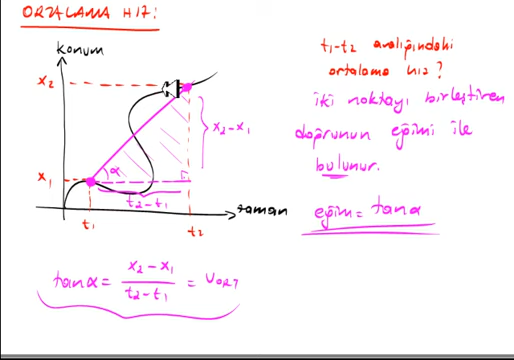 ORTALAMA HIZ:
konum
x₂
x₁
α
x₂-x₁
t₂-t₁
t₁
t₂
zaman
t₁-t₂ aralığındaki
ortalama hız?
iki noktayı birleştiren
doğrunun eğimi ile
bulunur.
eğim = tanα
tanα = x₂-x₁ / t₂-t₁ = VORT